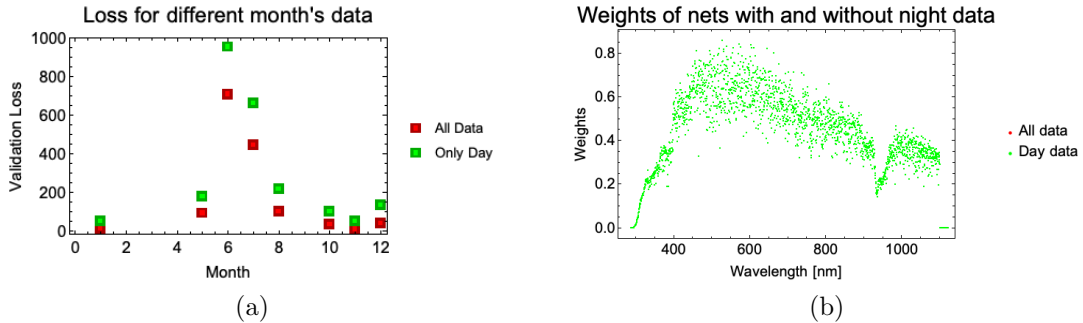 Loss for different month's data
1000
800
600
400
200
0
0 2 4 6 8 10 12
Validation Loss
Month
All Data
Only Day
(a)
Weights of nets with and without night data
0.8
0.6
0.4
0.2
0.0
400 600 800 1000
Weights
Wavelength [nm]
All data
Day data
(b)